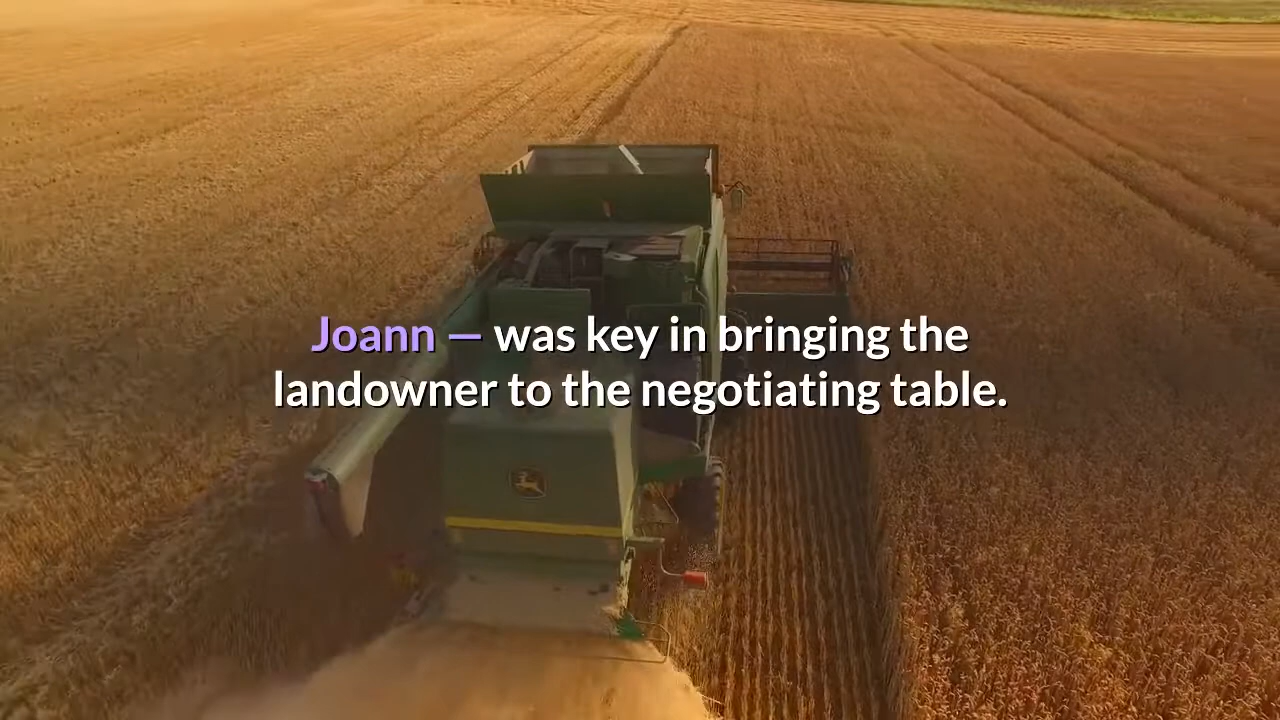 Joann — was key in bringing the
landowner to the negotiating table.